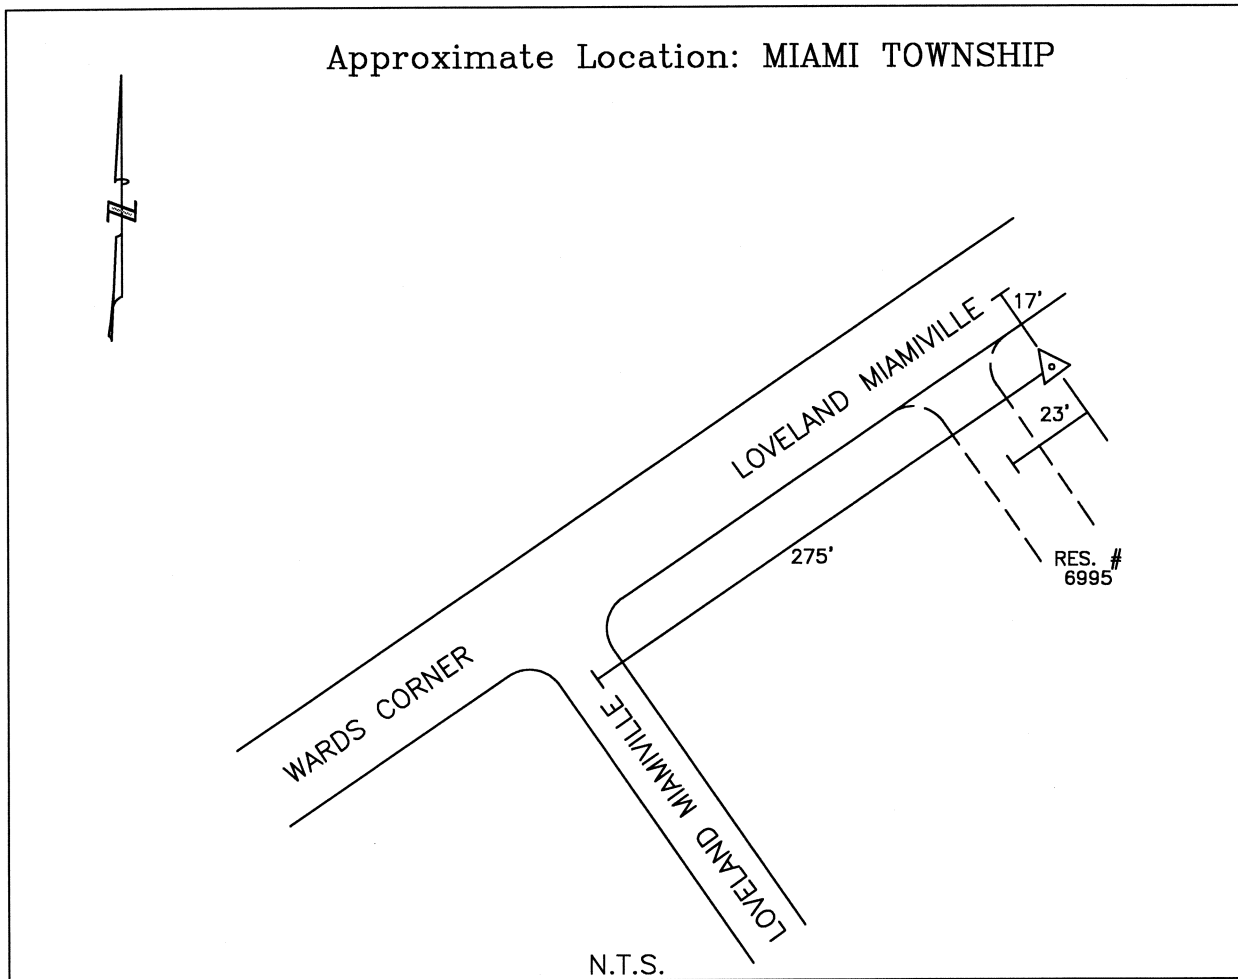 Approximate Location: MIAMI TOWNSHIP
N
17'
LOVELAND MIAMIVILLE
23'
275'
RES. #
6995
WARDS CORNER
LOVELAND MIAMIVILLE
N.T.S.